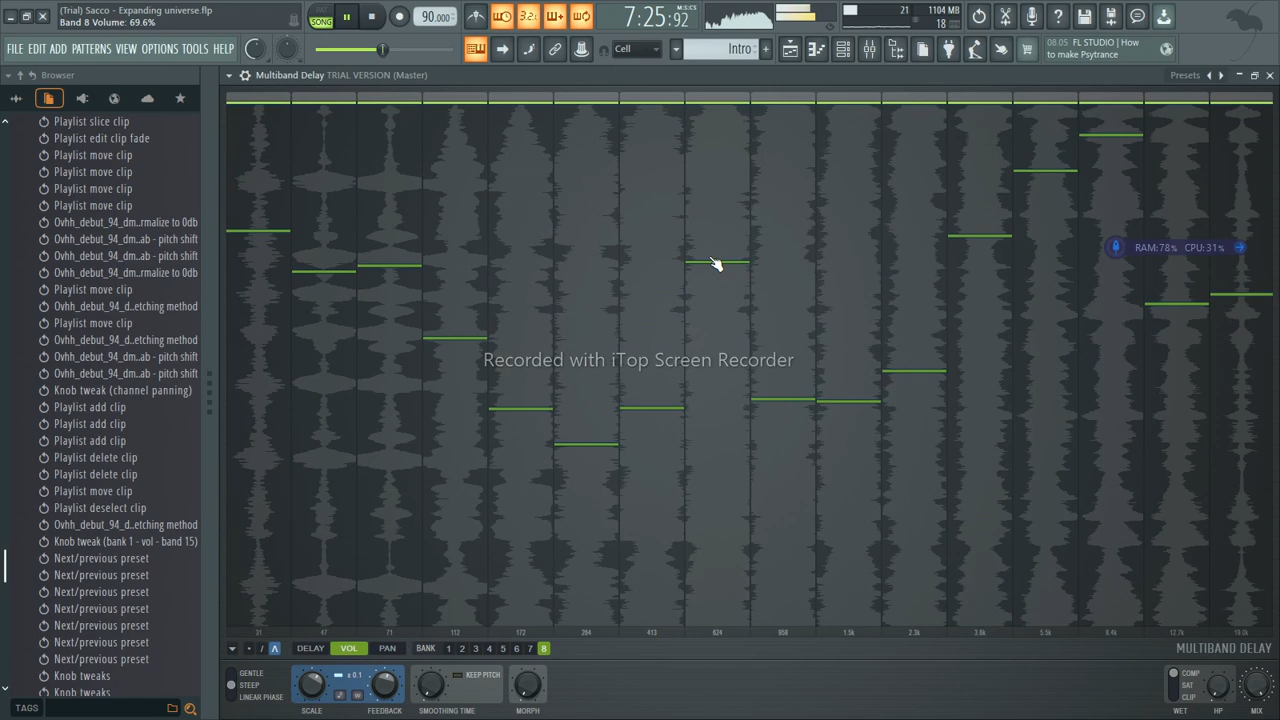 (Trial) Sacco - Expanding universe.flp
Band 8 Volume: 69.6%
PAT
SONG
90.000
3.2.
7:25:92
21
1104 MB
18
FILE EDIT ADD PATTERNS VIEW OPTIONS TOOLS HELP
Cell
Intro
08.05 FL STUDIO | How
to make Psytrance
Browser
Multiband Delay TRIAL VERSION (Master)
Presets
Playlist slice clip
Playlist edit clip fade
Playlist move clip
Playlist move clip
Playlist move clip
Playlist move clip
Ovhh_debut_94_dm..rmalize to 0db
Ovhh_debut_94_dm..ab - pitch shift
Ovhh_debut_94_dm..ab - pitch shift
Ovhh_debut_94_dm..rmalize to 0db
Playlist move clip
Ovhh_debut_94_d..etching method
Playlist move clip
Ovhh_debut_94_d..etching method
Ovhh_debut_94_dm..ab - pitch shift
Ovhh_debut_94_dm..ab - pitch shift
Knob tweak (channel panning)
Playlist add clip
Playlist add clip
Playlist add clip
Playlist delete clip
Playlist delete clip
Playlist move clip
Playlist deselect clip
Ovhh_debut_94_d..etching method
Knob tweak (bank 1 - vol - band 15)
Next/previous preset
Next/previous preset
Next/previous preset
Next/previous preset
Next/previous preset
Next/previous preset
Next/previous preset
Knob tweaks
Knob tweaks
TAGS
RAM:78% CPU:31%
Recorded with iTop Screen Recorder
31 47 71 112 172 264 413 624 958 1.5k 2.3k 3.6k 5.5k 8.4k 12.7k 19.0k
DELAY VOL PAN BANK 1 2 3 4 5 6 7 8
MULTIBAND DELAY
GENTLE
STEEP
LINEAR PHASE
x 0.1
SCALE
FEEDBACK
KEEP PITCH
SMOOTHING TIME
MORPH
COMP
SAT
CLIP
WET
HP
MIX